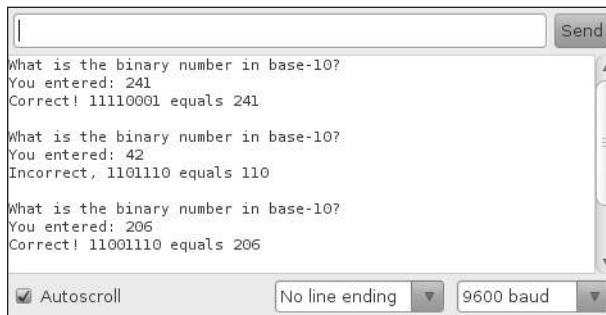 Send
What is the binary number in base-10?
You entered: 241
Correct! 11110001 equals 241
What is the binary number in base-10?
You entered: 42
Incorrect, 1101110 equals 110
What is the binary number in base-10?
You entered: 206
Correct! 11001110 equals 206
Autoscroll No line ending 9600 baud